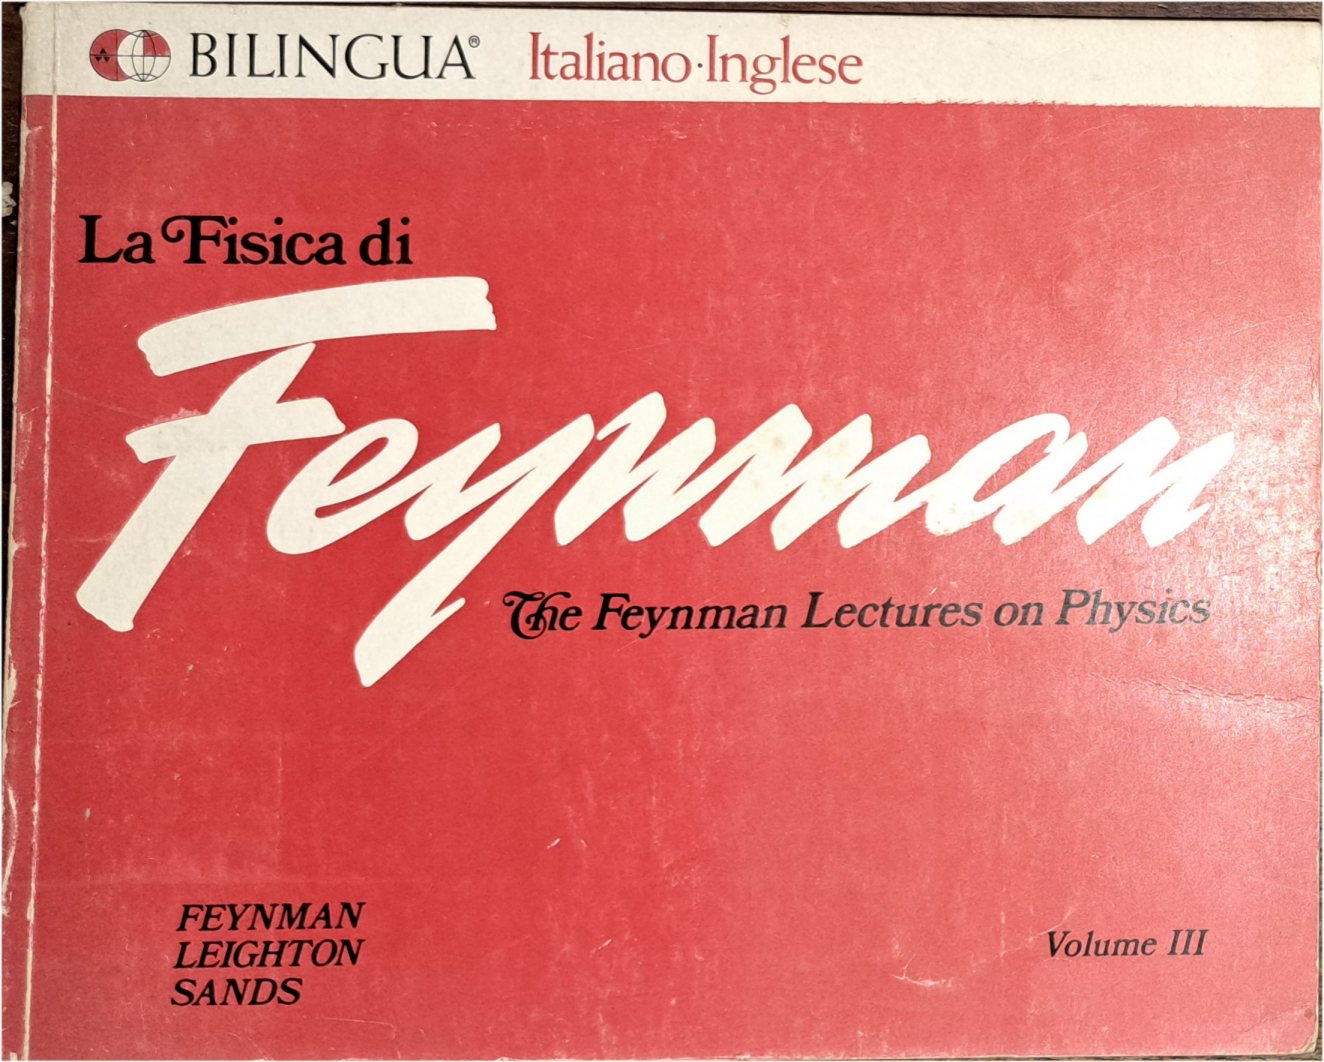 BILINGUA® Italiano·Inglese
La Fisica di
Feynman
The Feynman Lectures on Physics
FEYNMAN
LEIGHTON
SANDS
Volume III